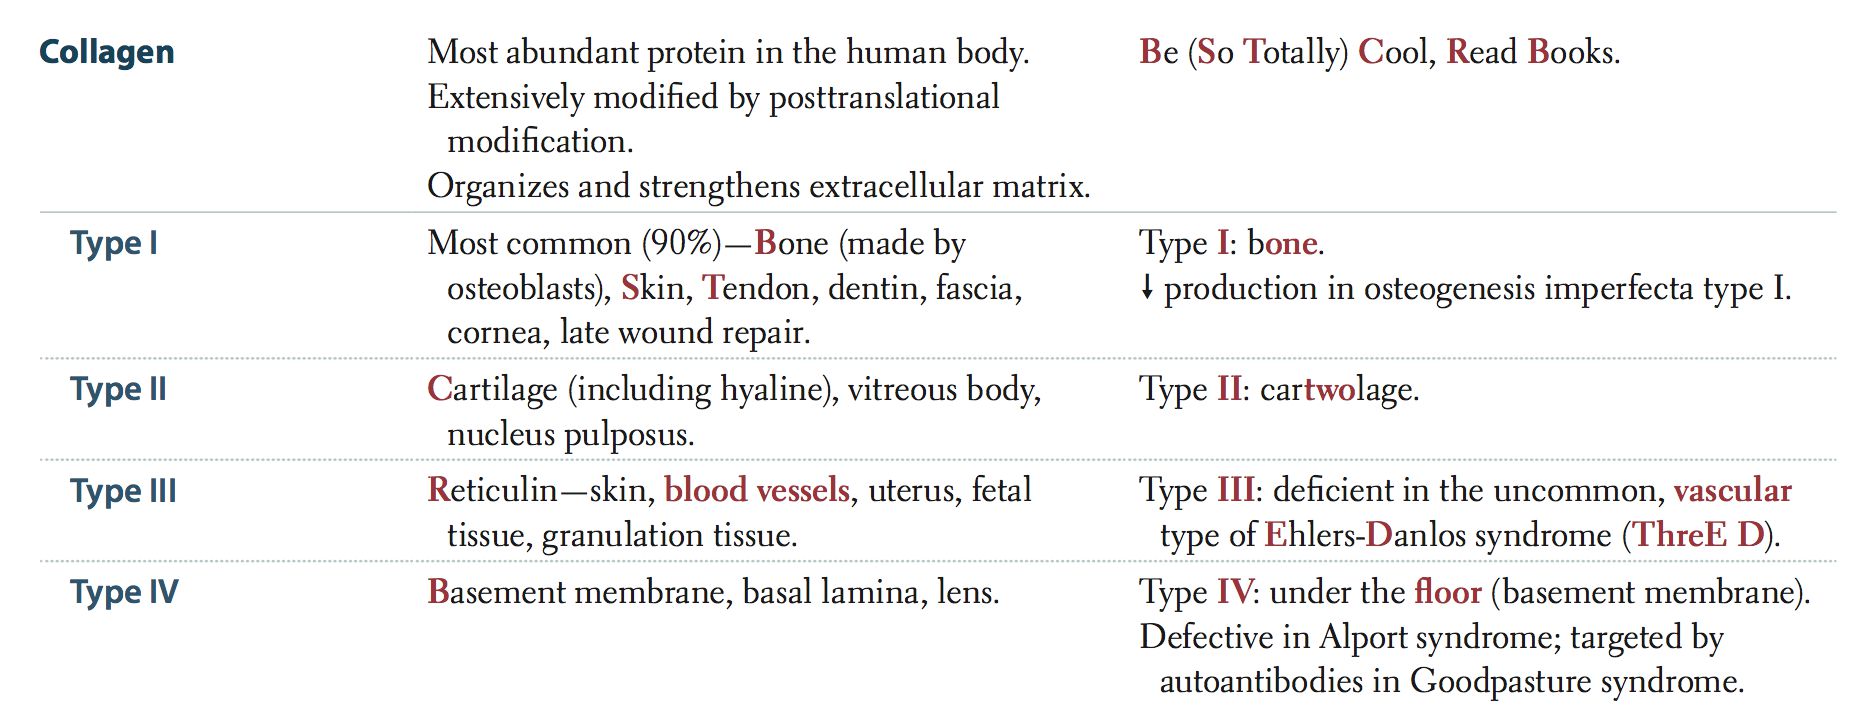 Collagen
Most abundant protein in the human body.
Extensively modified by posttranslational
modification.
Organizes and strengthens extracellular matrix.
Be (So Totally) Cool, Read Books.
Type I
Most common (90%)—Bone (made by
osteoblasts), Skin, Tendon, dentin, fascia,
cornea, late wound repair.
Type I: bone.
↓ production in osteogenesis imperfecta type I.
Type II
Cartilage (including hyaline), vitreous body,
nucleus pulposus.
Type II: cartwolage.
Type III
Reticulin—skin, blood vessels, uterus, fetal
tissue, granulation tissue.
Type III: deficient in the uncommon, vascular
type of Ehlers-Danlos syndrome (ThreE D).
Type IV
Basement membrane, basal lamina, lens.
Type IV: under the floor (basement membrane).
Defective in Alport syndrome; targeted by
autoantibodies in Goodpasture syndrome.